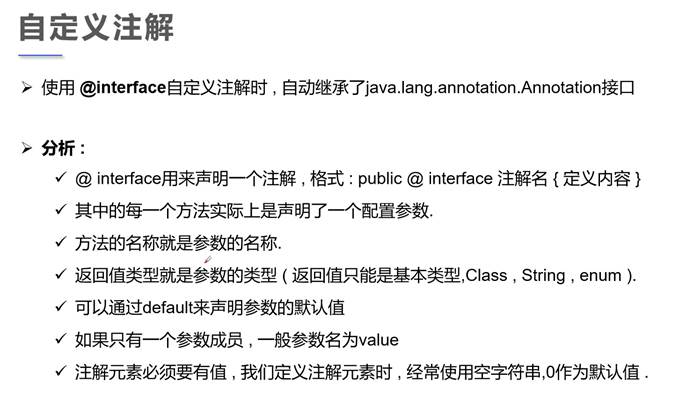 自定义注解
使用 @interface自定义注解时 , 自动继承了java.lang.annotation.Annotation接口
分析 :
@ interface用来声明一个注解 , 格式 : public @ interface 注解名 { 定义内容 }
其中的每一个方法实际上是声明了一个配置参数.
方法的名称就是参数的名称.
返回值类型就是参数的类型 ( 返回值只能是基本类型,Class , String , enum ).
可以通过default来声明参数的默认值
如果只有一个参数成员 , 一般参数名为value
注解元素必须要有值 , 我们定义注解元素时 , 经常使用空字符串,0作为默认值 .